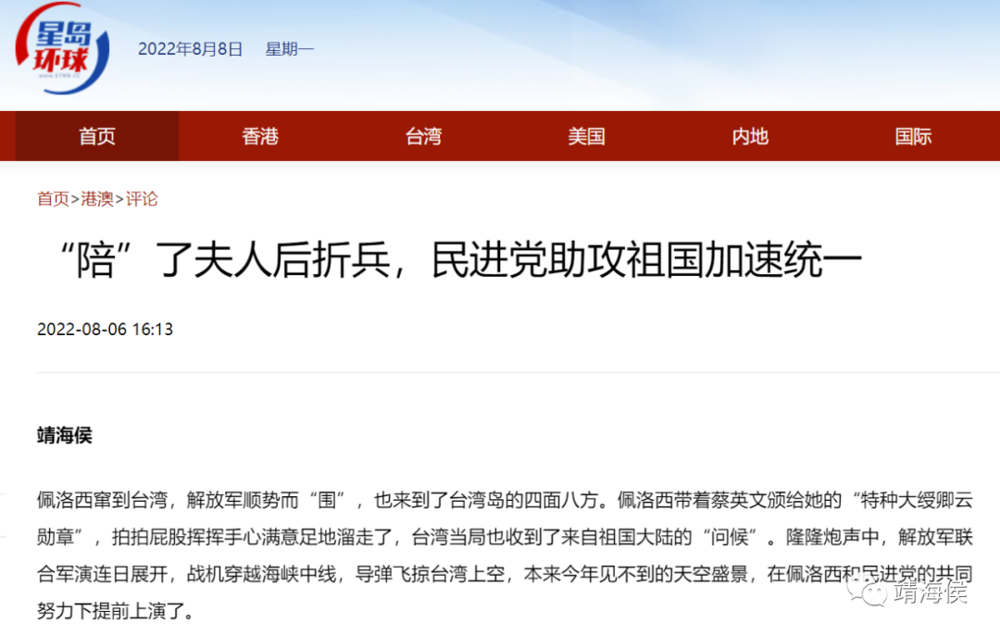 星岛
环球
2022年8月8日 星期一
首页 香港 台湾 美国 内地 国际
首页>港澳>评论
“陪”了夫人后折兵，民进党助攻祖国加速统一
2022-08-06 16:13
靖海侯
佩洛西窜到台湾，解放军顺势而“围”，也来到了台湾岛的四面八方。佩洛西带着蔡英文颁给她的“特种大绶卿云
勋章”，拍拍屁股挥挥手心满意足地溜走了，台湾当局也收到了来自祖国大陆的“问候”。隆隆炮声中，解放军联
合军演连日展开，战机穿越海峡中线，导弹飞掠台湾上空，本来今年见不到的天空盛景，在佩洛西和民进党的共同
努力下提前上演了。
靖海侯